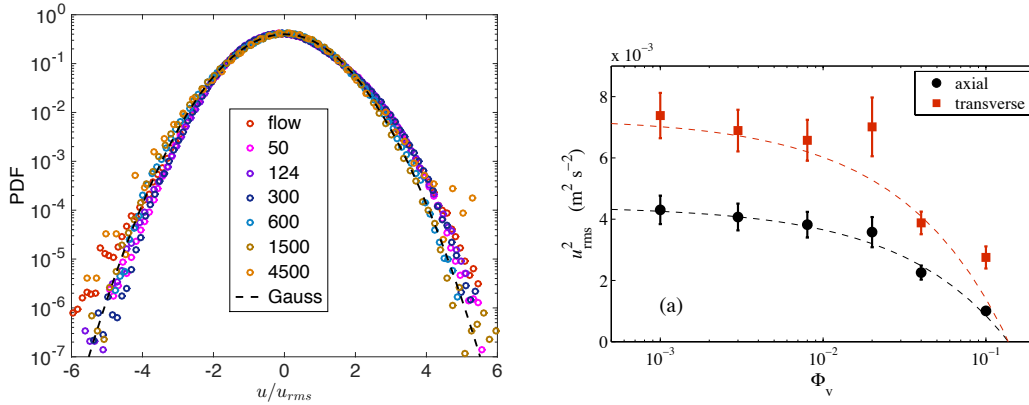 PDF
10^0
10^-1
10^-2
10^-3
10^-4
10^-5
10^-6
10^-7
flow
50
124
300
600
1500
4500
Gauss
-6 -4 -2 0 2 4 6
u/u_rms
x 10^-3
axial
transverse
8
6
4
2
0
u²_rms (m² s⁻²)
(a)
10^-3 10^-2 10^-1
Φ_v